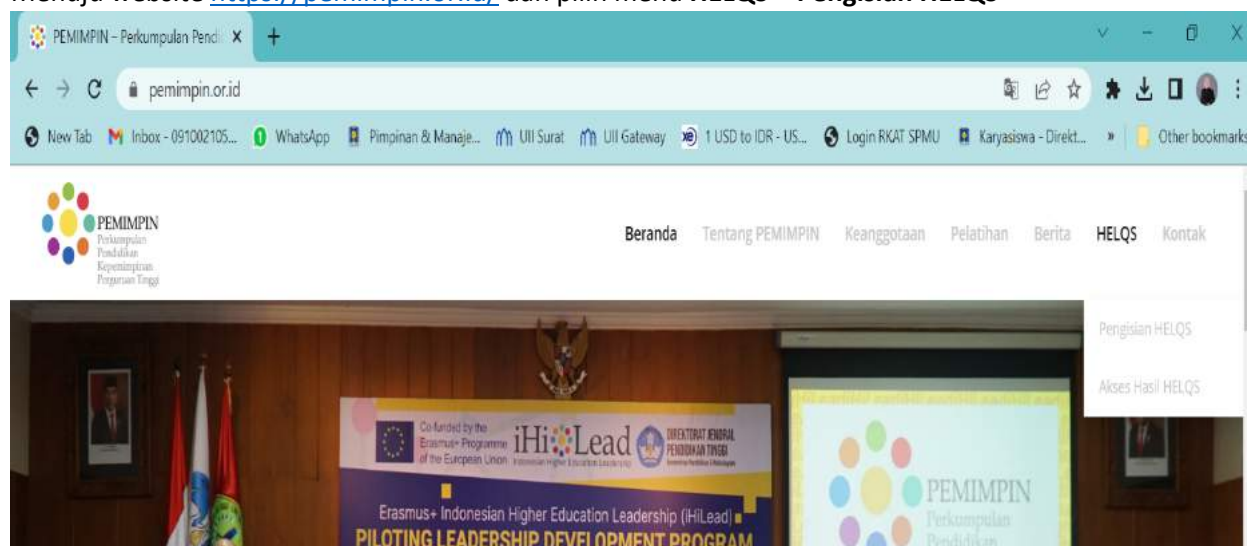 menuju website https://pemimpin.or.id/ dan pilih menu HELQS – Pengisian HELQS
PEMIMPIN – Perkumpulan Pendi
pemimpin.or.id
New Tab Inbox - 091002105... WhatsApp Pimpinan & Manaje... UII Surat UII Gateway 1 USD to IDR - US... Login RKAT SPMU Karyasiswa - Direkt... » Other bookmarks
PEMIMPIN
Perkumpulan
Pendidikan
Kepemimpinan
Perguruan Tinggi
Beranda Tentang PEMIMPIN Keanggotaan Pelatihan Berita HELQS Kontak
Pengisian HELQS
Akses Hasil HELQS
Co-funded by the
Erasmus+ Programme
of the European Union
iHiLead
Indonesian Higher Education Leadership
DIREKTORAT JENDRAL
PENDIDIKAN TINGGI
Erasmus+ Indonesian Higher Education Leadership (iHiLead)
PILOTING LEADERSHIP DEVELOPMENT PROGRAM
PEMIMPIN
Perkumpulan
Pendidikan